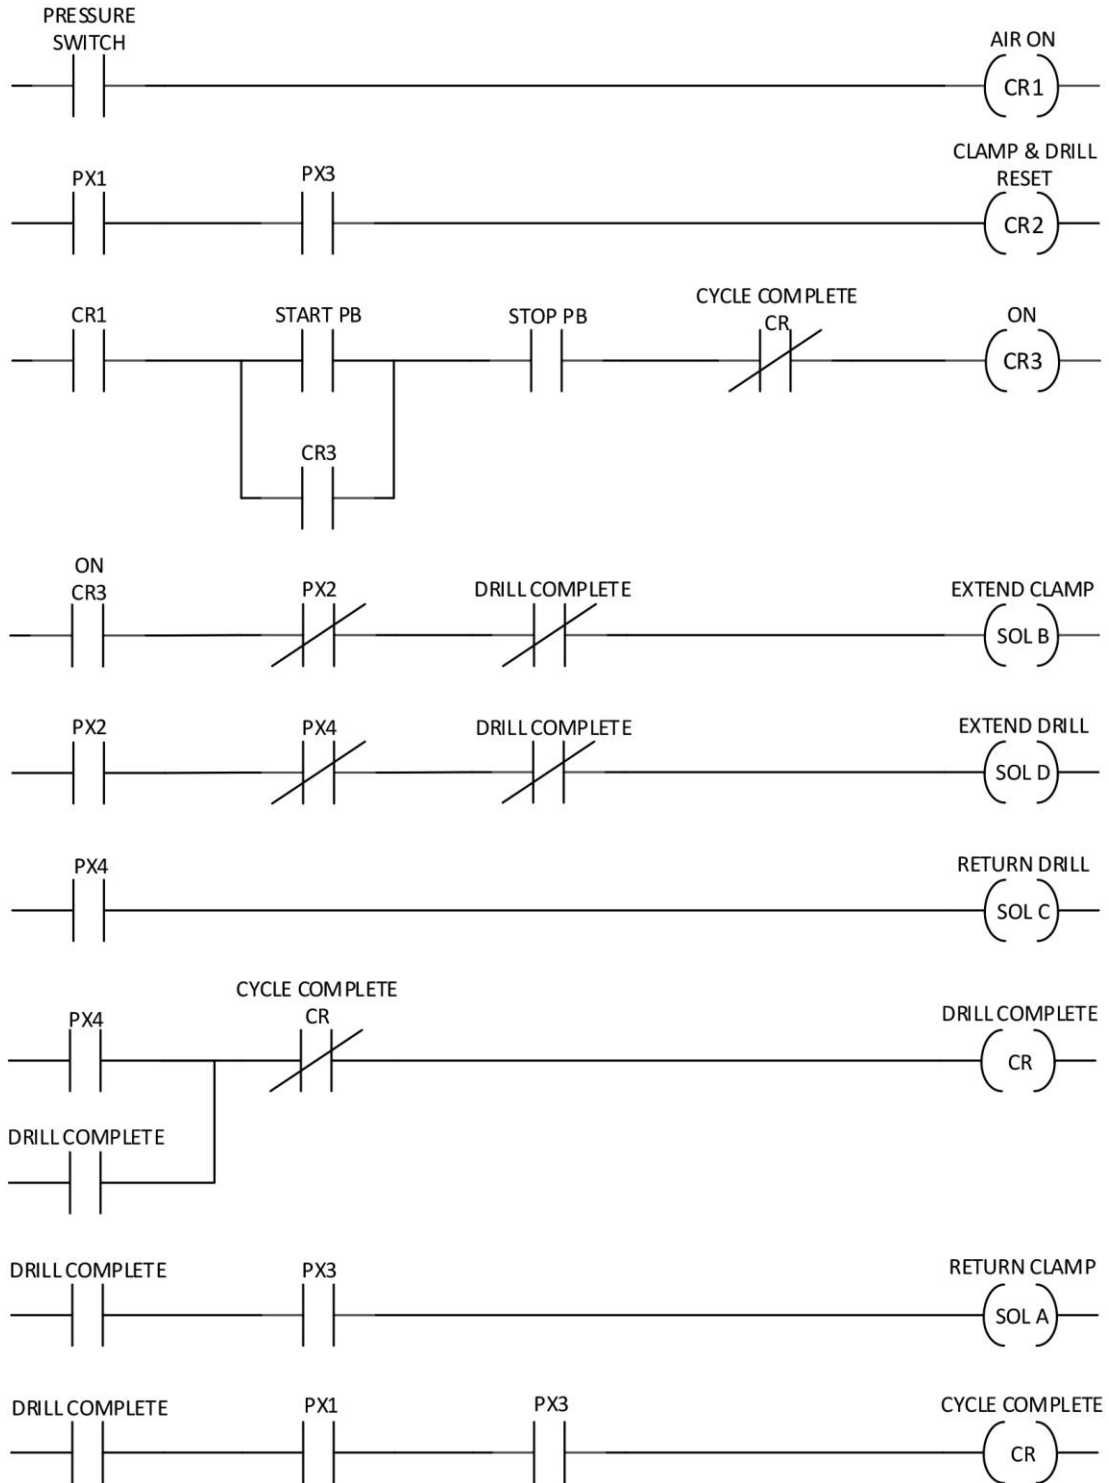 PRESSURE
SWITCH
AIR ON
CR1
CLAMP & DRILL
RESET
PX1
PX3
CR2
CYCLE COMPLETE
CR
CR1
START PB
STOP PB
ON
CR3
CR3
ON
CR3
PX2
DRILL COMPLETE
EXTEND CLAMP
SOL B
PX2
PX4
DRILL COMPLETE
EXTEND DRILL
SOL D
PX4
RETURN DRILL
SOL C
CYCLE COMPLETE
CR
PX4
DRILL COMPLETE
CR
DRILL COMPLETE
DRILL COMPLETE
PX3
RETURN CLAMP
SOL A
DRILL COMPLETE
PX1
PX3
CYCLE COMPLETE
CR